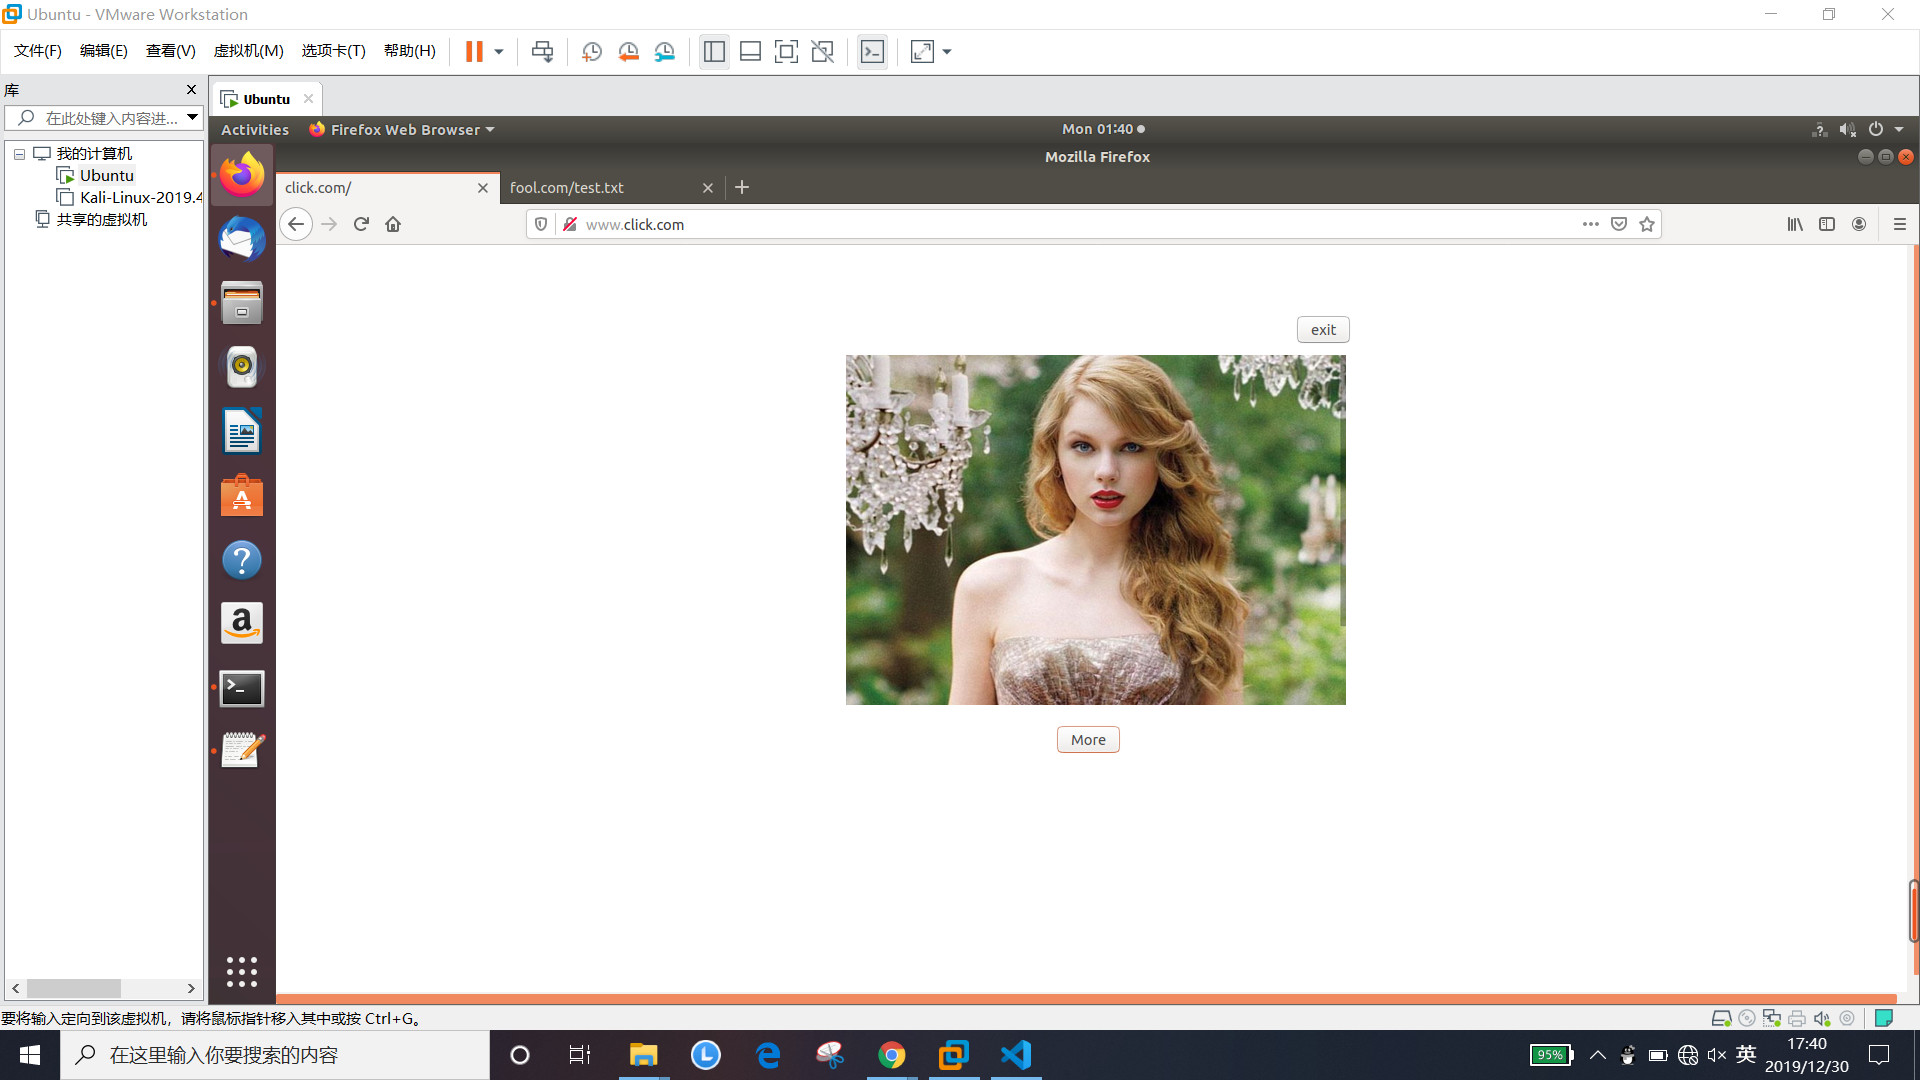 Ubuntu - VMware Workstation
文件(F) 编辑(E) 查看(V) 虚拟机(M) 选项卡(T) 帮助(H)
库
在此处键入内容进...
我的计算机
Ubuntu
Kali-Linux-2019.4
共享的虚拟机
Ubuntu
Activities Firefox Web Browser Mon 01:40
Mozilla Firefox
click.com/ fool.com/test.txt
www.click.com
exit
More
要将输入定向到该虚拟机，请将鼠标指针移入其中或按 Ctrl+G。
在这里输入你要搜索的内容
95% 英 17:40
2019/12/30